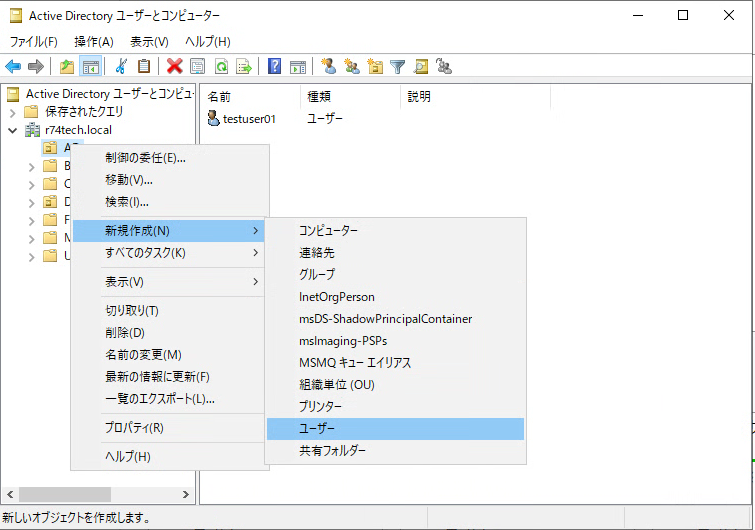 Active Directory ユーザーとコンピューター
ファイル(F) 操作(A) 表示(V) ヘルプ(H)
Active Directory ユーザーとコンピュ
保存されたクエリ
r74tech.local
名前 種類 説明
testuser01 ユーザー
制御の委任(E)...
移動(V)...
検索(I)...
新規作成(N)
すべてのタスク(K)
表示(V)
切り取り(T)
削除(D)
名前の変更(M)
最新の情報に更新(F)
一覧のエクスポート(L)...
プロパティ(R)
ヘルプ(H)
コンピューター
連絡先
グループ
InetOrgPerson
msDS-ShadowPrincipalContainer
msImaging-PSPs
MSMQ キュー エイリアス
組織単位 (OU)
プリンター
ユーザー
共有フォルダー
新しいオブジェクトを作成します。